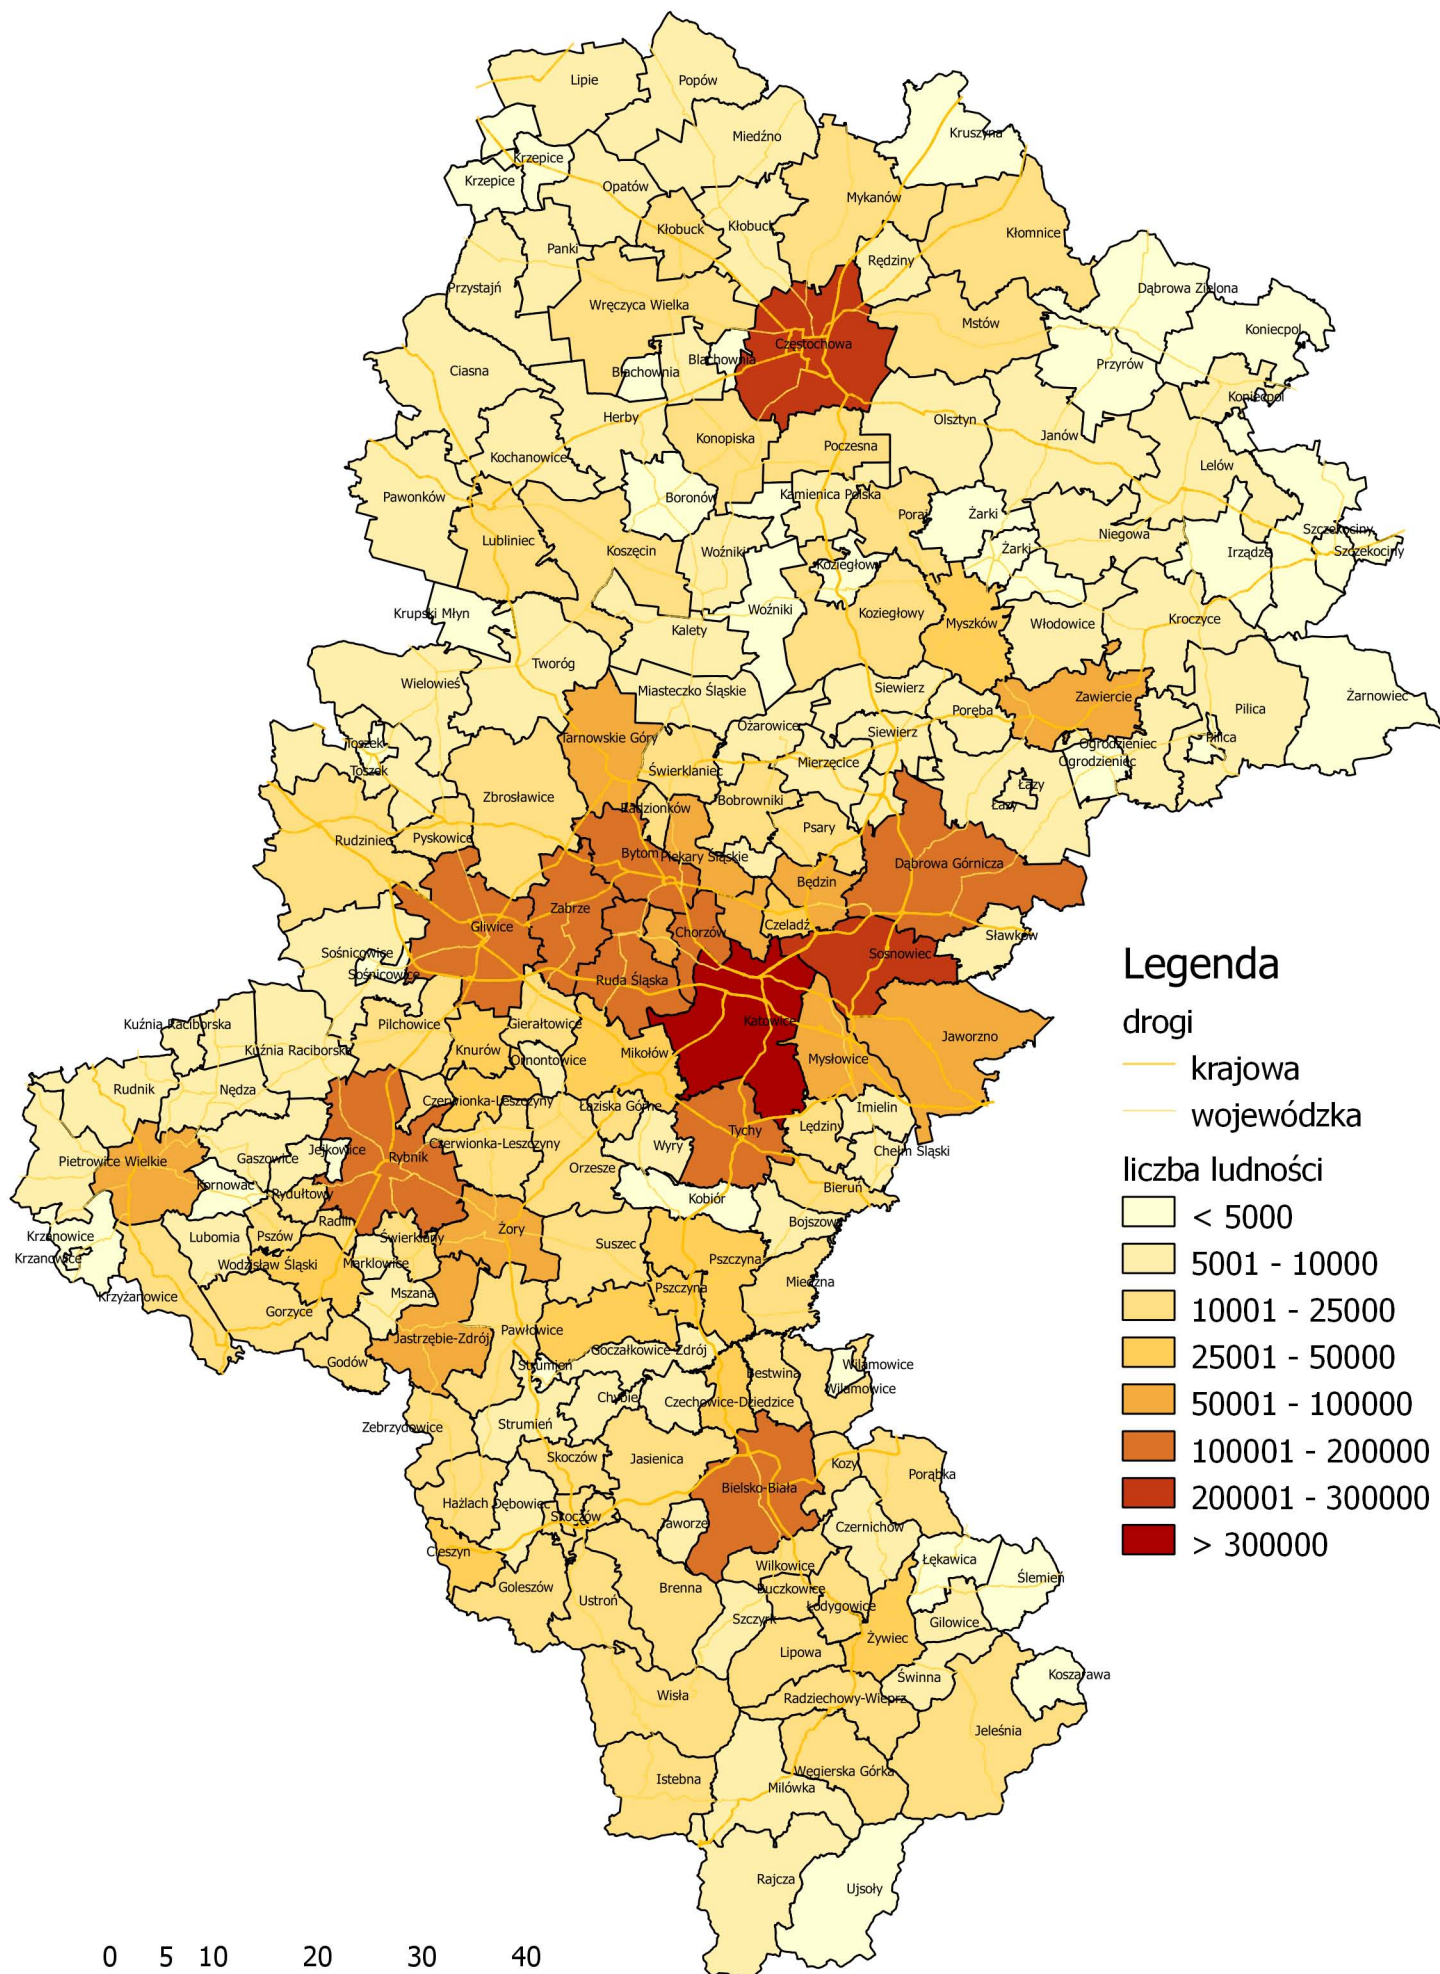 Lipie
Popów
Miedźno
Kruszyna
Krzepice
Krzepice
Opatów
Mykanów
Kłobuck
Kłobuck
Kłomnice
Panki
Rędziny
Przystajń
Dąbrowa Zielona
Wręczyca Wielka
Mstów
Koniecpol
Częstochowa
Blachownia
Blachownia
Przyrów
Ciasna
Koniecpol
Herby
Olsztyn
Janów
Konopiska
Poczesna
Kochanowice
Lelów
Pawonków
Boronów
Kamienica Polska
Poraj
Żarki
Szczekociny
Niegowa
Lubliniec
Koszęcin
Woźniki
Żarki
Irządze
Szczekociny
Koziegłowy
Krupski Młyn
Woźniki
Koziegłowy
Myszków
Włodowice
Kroczyce
Kalety
Tworóg
Wielowieś
Miasteczko Śląskie
Siewierz
Zawiercie
Żarnowiec
Poręba
Pilica
Ożarowice
Siewierz
Tarnowskie Góry
Toszek
Ogrodzieniec
Pilica
Ogrodzieniec
Toszek
Świerklaniec
Mierzęcice
Łazy
Zbrosławice
Bobrowniki
Łazy
Radzionków
Psary
Rudziniec
Pyskowice
Bytom
Piekary Śląskie
Dąbrowa Górnicza
Będzin
Zabrze
Gliwice
Chorzów
Czeladź
Sławków
Sośnicowice
Sosnowiec
Sośnicowice
Ruda Śląska
Kuźnia Raciborska
Pilchowice
Gierałtowice
Katowice
Jaworzno
Kuźnia Raciborska
Knurów
Mikołów
Mysłowice
Ornontowice
Rudnik
Nędza
Czerwionka-Leszczyny
Łaziska Górne
Imielin
Lędziny
Tychy
Czerwionka-Leszczyny
Wyry
Jejkowice
Chełm Śląski
Pietrowice Wielkie
Gaszowice
Rybnik
Orzesze
Kornowac
Rydułtowy
Bieruń
Kobiór
Radlin
Bojszowy
Żory
Krzanowice
Lubomia
Pszów
Świerklany
Suszec
Krzanowice
Wodzisław Śląski
Marklowice
Pszczyna
Miedźna
Krzyżanowice
Mszana
Pszczyna
Gorzyce
Pawłowice
Jastrzębie-Zdrój
Goczałkowice-Zdrój
Godów
Strumień
Bestwina
Wilamowice
Wilamowice
Chybie
Czechowice-Dziedzice
Zebrzydowice
Strumień
Skoczów
Jasienica
Kozy
Porąbka
Bielsko-Biała
Hażlach
Dębowiec
Skoczów
Jaworze
Czernichów
Cieszyn
Łękawica
Wilkowice
Ślemień
Goleszów
Brenna
Buczkowice
Ustroń
Łodygowice
Szczyrk
Gilowice
Żywiec
Lipowa
Koszarawa
Świnna
Wisła
Radziechowy-Wieprz
Jeleśnia
Istebna
Węgierska Górka
Milówka
Rajcza
Ujsoły
Legenda
drogi
krajowa
wojewódzka
liczba ludności
< 5000
5001 - 10000
10001 - 25000
25001 - 50000
50001 - 100000
100001 - 200000
200001 - 300000
> 300000
0 5 10 20 30 40